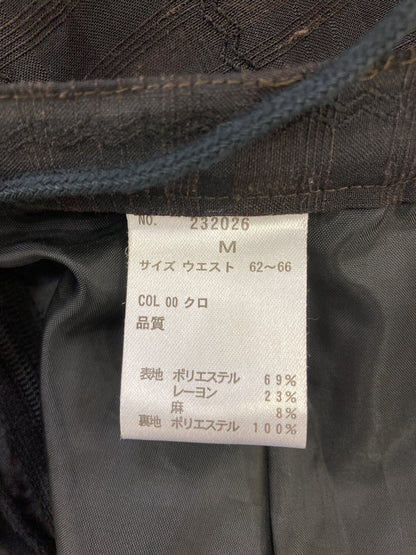 NO. 232026
M
サイズ ウエスト 62～66
COL 00 クロ
品質
表地 ポリエステル 69%
レーヨン 23%
麻 8%
裏地 ポリエステル 100%